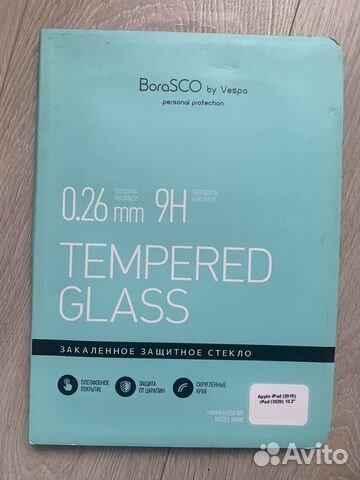 BoraSCO by Vespa
personal protection
0.26 mm
ТОЛЩИНА
THICKNESS
9H
ТВЕРДОСТЬ
HARDNESS
TEMPERED
GLASS
ЗАКАЛЕННОЕ ЗАЩИТНОЕ СТЕКЛО
ОЛЕОФОБНОЕ
ПОКРЫТИЕ
ЗАЩИТА
ОТ ЦАРАПИН
СКРУГЛЕННЫЕ
КРАЯ
Apple iPad (2019)
iPad (2020) 10.2"
НАИМЕНОВАНИЕ
MODEL NAME
Avito